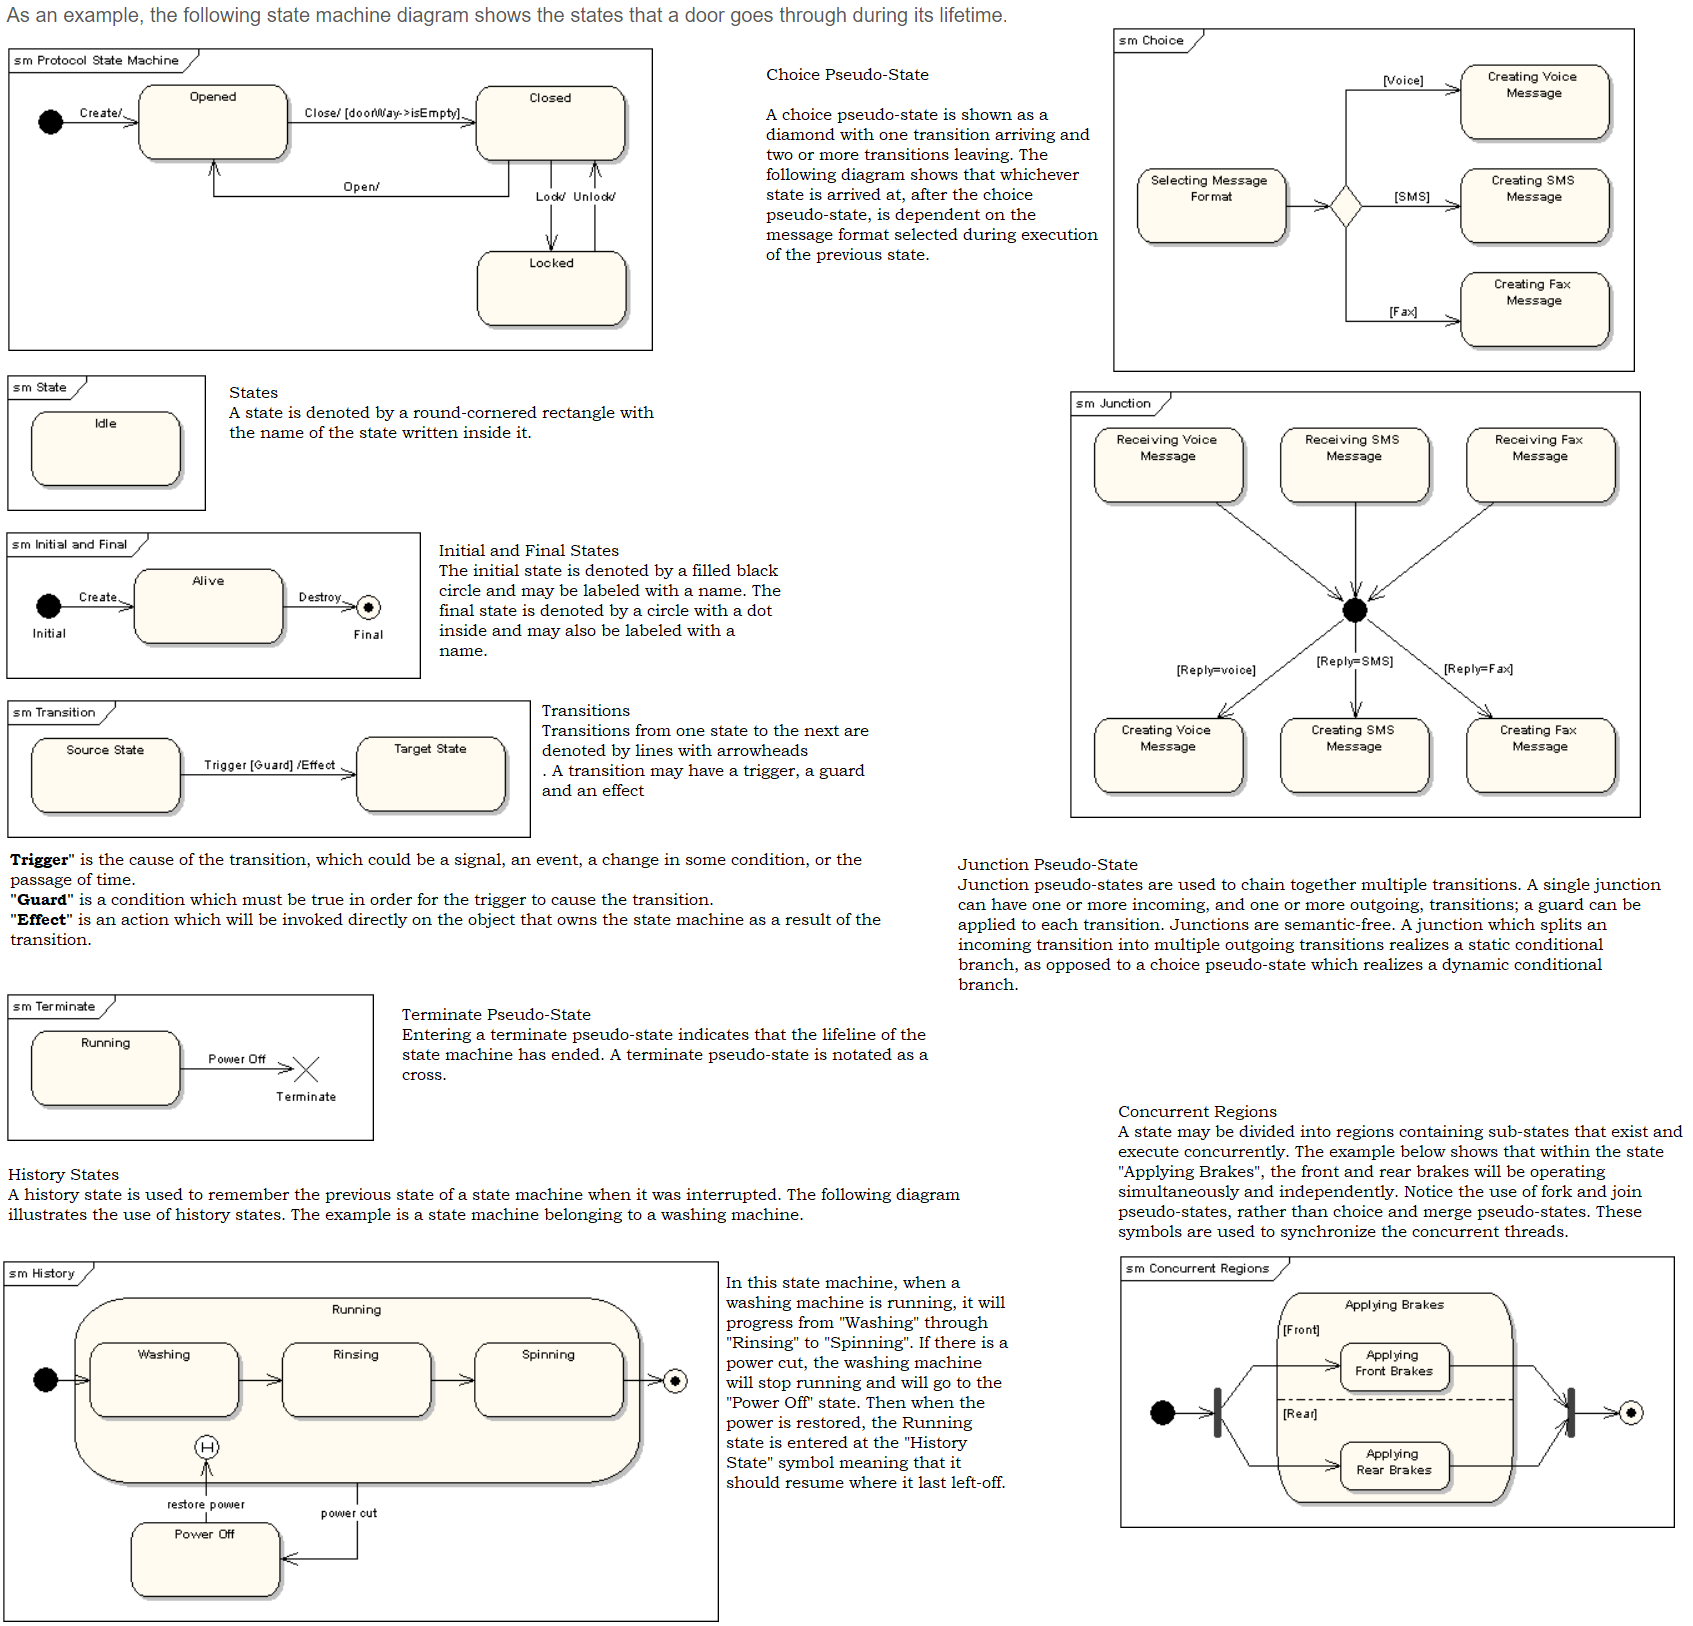 As an example, the following state machine diagram shows the states that a door goes through during its lifetime.
sm Protocol State Machine
Create/
Opened
Close/ [doorWay->isEmpty]
Closed
Open/
Lock/ Unlock/
Locked
Choice Pseudo-State
A choice pseudo-state is shown as a
diamond with one transition arriving and
two or more transitions leaving. The
following diagram shows that whichever
state is arrived at, after the choice
pseudo-state, is dependent on the
message format selected during execution
of the previous state.
sm Choice
Selecting Message
Format
[Voice]
Creating Voice
Message
[SMS]
Creating SMS
Message
[Fax]
Creating Fax
Message
sm State
Idle
States
A state is denoted by a round-cornered rectangle with
the name of the state written inside it.
sm Junction
Receiving Voice
Message
Receiving SMS
Message
Receiving Fax
Message
[Reply=voice]
[Reply=SMS]
[Reply=Fax]
Creating Voice
Message
Creating SMS
Message
Creating Fax
Message
sm Initial and Final
Initial
Create
Alive
Destroy
Final
Initial and Final States
The initial state is denoted by a filled black
circle and may be labeled with a name. The
final state is denoted by a circle with a dot
inside and may also be labeled with a
name.
sm Transition
Source State
Trigger [Guard] /Effect
Target State
Transitions
Transitions from one state to the next are
denoted by lines with arrowheads
. A transition may have a trigger, a guard
and an effect
Trigger" is the cause of the transition, which could be a signal, an event, a change in some condition, or the
passage of time.
"Guard" is a condition which must be true in order for the trigger to cause the transition.
"Effect" is an action which will be invoked directly on the object that owns the state machine as a result of the
transition.
Junction Pseudo-State
Junction pseudo-states are used to chain together multiple transitions. A single junction
can have one or more incoming, and one or more outgoing, transitions; a guard can be
applied to each transition. Junctions are semantic-free. A junction which splits an
incoming transition into multiple outgoing transitions realizes a static conditional
branch, as opposed to a choice pseudo-state which realizes a dynamic conditional
branch.
sm Terminate
Running
Power Off
Terminate
Terminate Pseudo-State
Entering a terminate pseudo-state indicates that the lifeline of the
state machine has ended. A terminate pseudo-state is notated as a
cross.
History States
A history state is used to remember the previous state of a state machine when it was interrupted. The following diagram
illustrates the use of history states. The example is a state machine belonging to a washing machine.
sm History
Running
Washing
Rinsing
Spinning
H
restore power
power cut
Power Off
In this state machine, when a
washing machine is running, it will
progress from "Washing" through
"Rinsing" to "Spinning". If there is a
power cut, the washing machine
will stop running and will go to the
"Power Off" state. Then when the
power is restored, the Running
state is entered at the "History
State" symbol meaning that it
should resume where it last left-off.
Concurrent Regions
A state may be divided into regions containing sub-states that exist and
execute concurrently. The example below shows that within the state
"Applying Brakes", the front and rear brakes will be operating
simultaneously and independently. Notice the use of fork and join
pseudo-states, rather than choice and merge pseudo-states. These
symbols are used to synchronize the concurrent threads.
sm Concurrent Regions
Applying Brakes
[Front]
Applying
Front Brakes
[Rear]
Applying
Rear Brakes